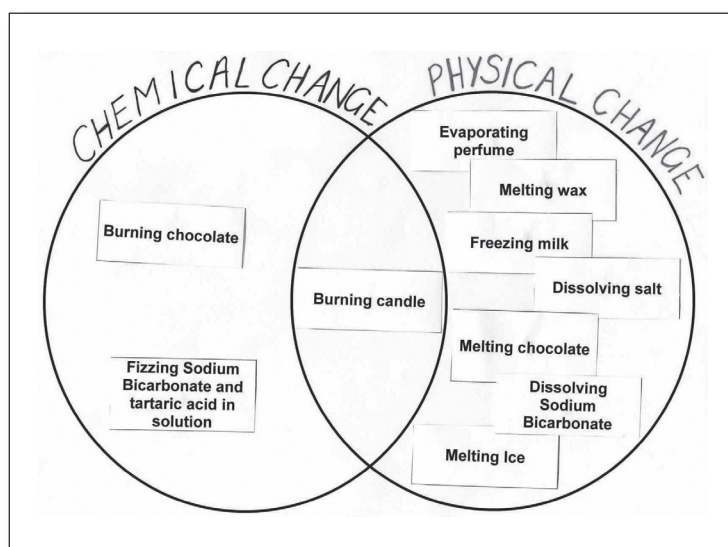 CHEMICAL CHANGE
PHYSICAL CHANGE
Evaporating
perfume
Melting wax
Burning chocolate
Freezing milk
Dissolving salt
Burning candle
Melting chocolate
Fizzing Sodium
Bicarbonate and
tartaric acid in
solution
Dissolving
Sodium
Bicarbonate
Melting Ice